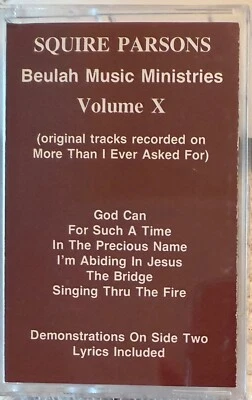 SQUIRE PARSONS
Beulah Music Ministries
Volume X
(original tracks recorded on
More Than I Ever Asked For)
God Can
For Such A Time
In The Precious Name
I'm Abiding In Jesus
The Bridge
Singing Thru The Fire
Demonstrations On Side Two
Lyrics Included